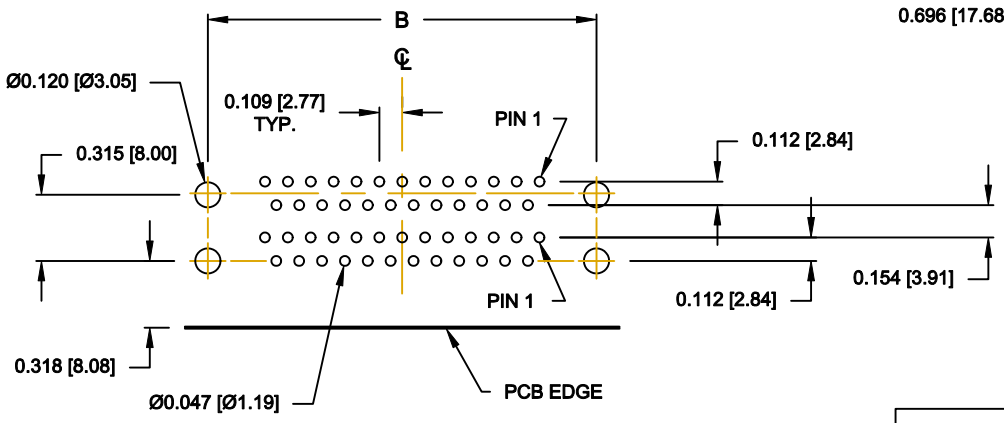 B
0.696 [17.68
℄
Ø0.120 [Ø3.05]
0.109 [2.77]
TYP.
PIN 1
0.315 [8.00]
0.112 [2.84]
0.154 [3.91]
PIN 1
0.112 [2.84]
0.318 [8.08]
Ø0.047 [Ø1.19]
PCB EDGE